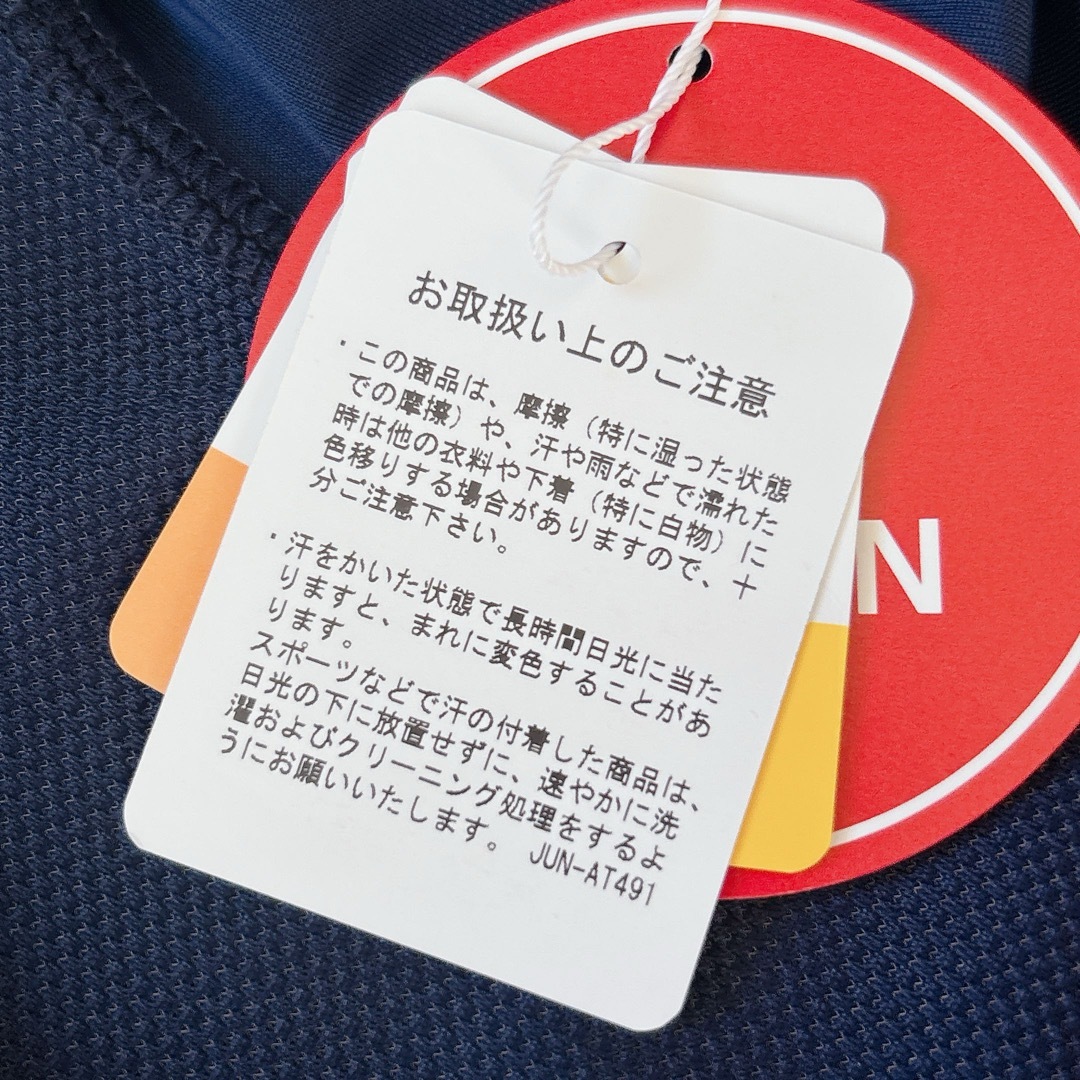 お取扱い上のご注意
・この商品は、摩擦（特に湿った状態
での摩擦）や、汗や雨などで濡れた
時は他の衣料や下着（特に白物）に
色移りする場合がありますので、十
分ご注意下さい。
・汗をかいた状態で長時間日光に当た
りますと、まれに変色することがあ
ります。
スポーツなどで汗の付着した商品は、
日光の下に放置せずに、速やかに洗
濯およびクリーニング処理をするよ
うにお願いいたします。 JUN-AT491
N